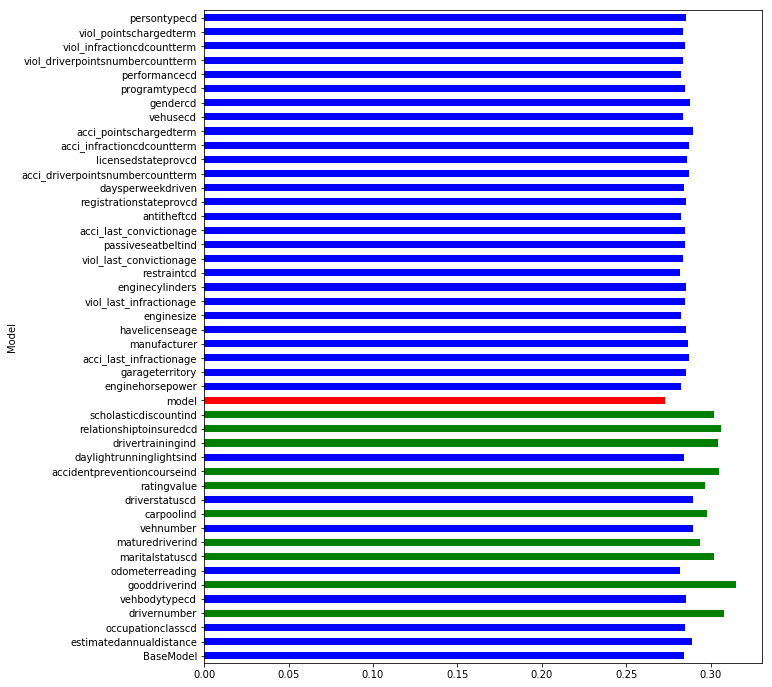 persontypecd
viol_pointschargedterm
viol_infractioncdcountterm
viol_driverpointsnumbercountterm
performancecd
programtypecd
gendercd
vehusecd
acci_pointschargedterm
acci_infractioncdcountterm
licensedstateprovcd
acci_driverpointsnumbercountterm
daysperweekdriven
registrationstateprovcd
antitheftcd
acci_last_convictionage
passiveseatbeltind
viol_last_convictionage
restraintcd
enginecylinders
viol_last_infractionage
enginesize
havelicenseage
manufacturer
acci_last_infractionage
garageterritory
enginehorsepower
model
scholasticdiscountind
relationshiptoinsuredcd
drivertrainingind
daylightrunninglightsind
accidentpreventioncourseind
ratingvalue
driverstatuscd
carpoolind
vehnumber
maturedriverind
maritalstatuscd
odometerreading
gooddriverind
vehbodytypecd
drivernumber
occupationclasscd
estimatedannualdistance
BaseModel
Model
0.00 0.05 0.10 0.15 0.20 0.25 0.30